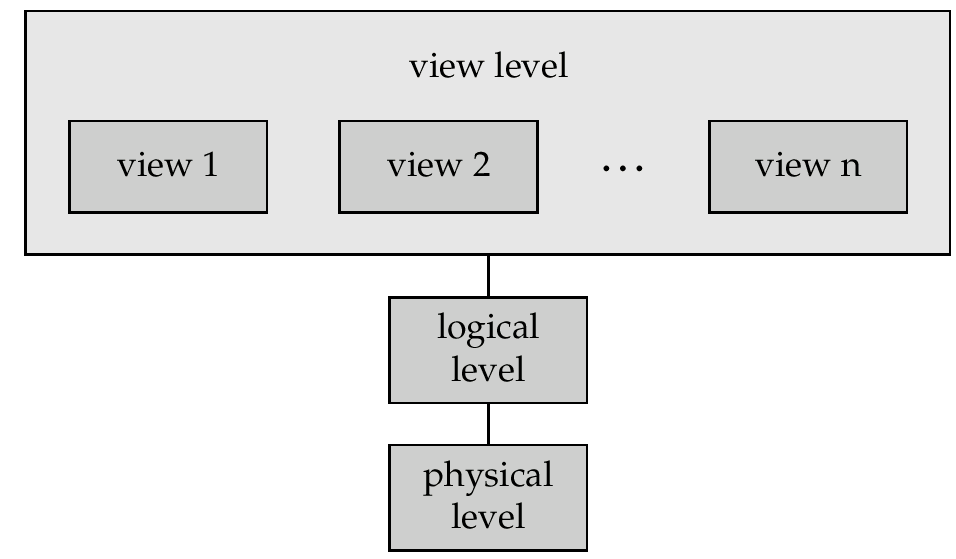 view level
view 1
view 2
...
view n
logical
level
physical
level